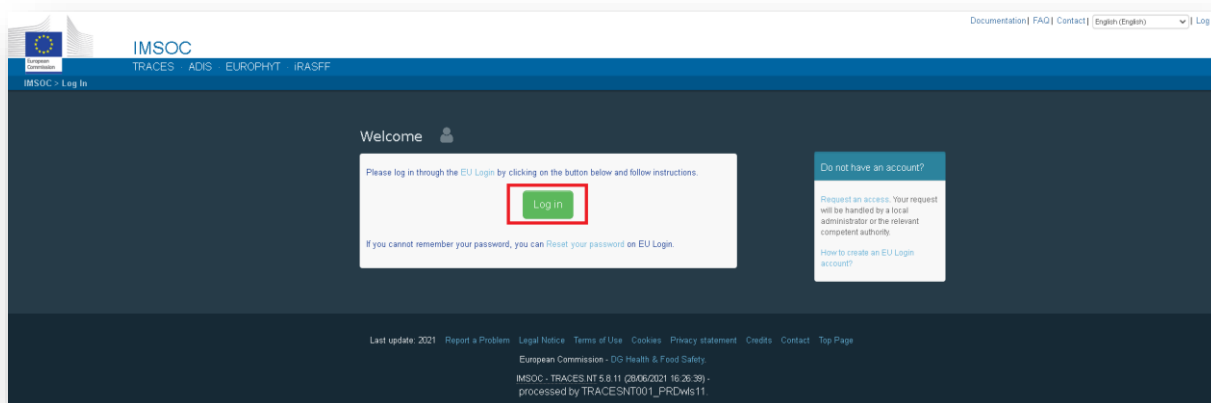 Documentation| FAQ| Contact| English (English) | Log
European
Commission
IMSOC
TRACES · ADIS · EUROPHYT · iRASFF
IMSOC > Log In
Welcome
Please log in through the EU Login by clicking on the button below and follow instructions.
Log in
If you cannot remember your password, you can Reset your password on EU Login.
Do not have an account?
Request an access. Your request
will be handled by a local
administrator or the relevant
competent authority.
How to create an EU Login
account?
Last update: 2021 Report a Problem Legal Notice Terms of Use Cookies Privacy statement Credits Contact Top Page
European Commission - DG Health & Food Safety.
IMSOC - TRACES.NT 5.8.11 (28/06/2021 16:26:39) -
processed by TRACESNT001_PRDwls11.